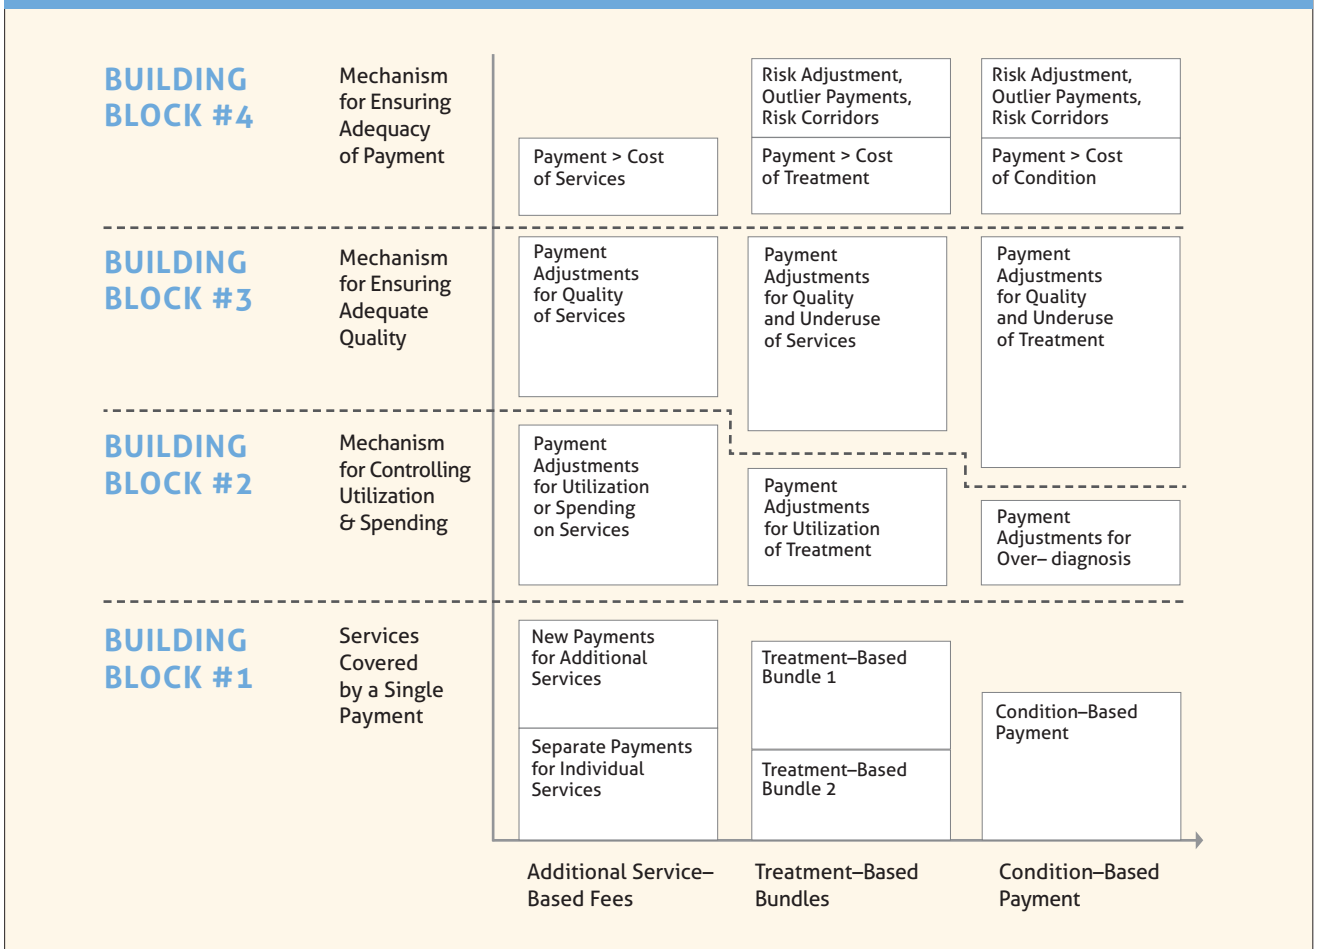 BUILDING
BLOCK #4
Mechanism
for Ensuring
Adequacy
of Payment
Payment > Cost
of Services
Risk Adjustment,
Outlier Payments,
Risk Corridors
Payment > Cost
of Treatment
Risk Adjustment,
Outlier Payments,
Risk Corridors
Payment > Cost
of Condition
BUILDING
BLOCK #3
Mechanism
for Ensuring
Adequate
Quality
Payment
Adjustments
for Quality
of Services
Payment
Adjustments
for Quality
and Underuse
of Services
Payment
Adjustments
for Quality
and Underuse
of Treatment
BUILDING
BLOCK #2
Mechanism
for Controlling
Utilization
& Spending
Payment
Adjustments
for Utilization
or Spending
on Services
Payment
Adjustments
for Utilization
of Treatment
Payment
Adjustments for
Over– diagnosis
BUILDING
BLOCK #1
Services
Covered
by a Single
Payment
New Payments
for Additional
Services
Separate Payments
for Individual
Services
Treatment–Based
Bundle 1
Treatment–Based
Bundle 2
Condition–Based
Payment
Additional Service–
Based Fees
Treatment–Based
Bundles
Condition–Based
Payment